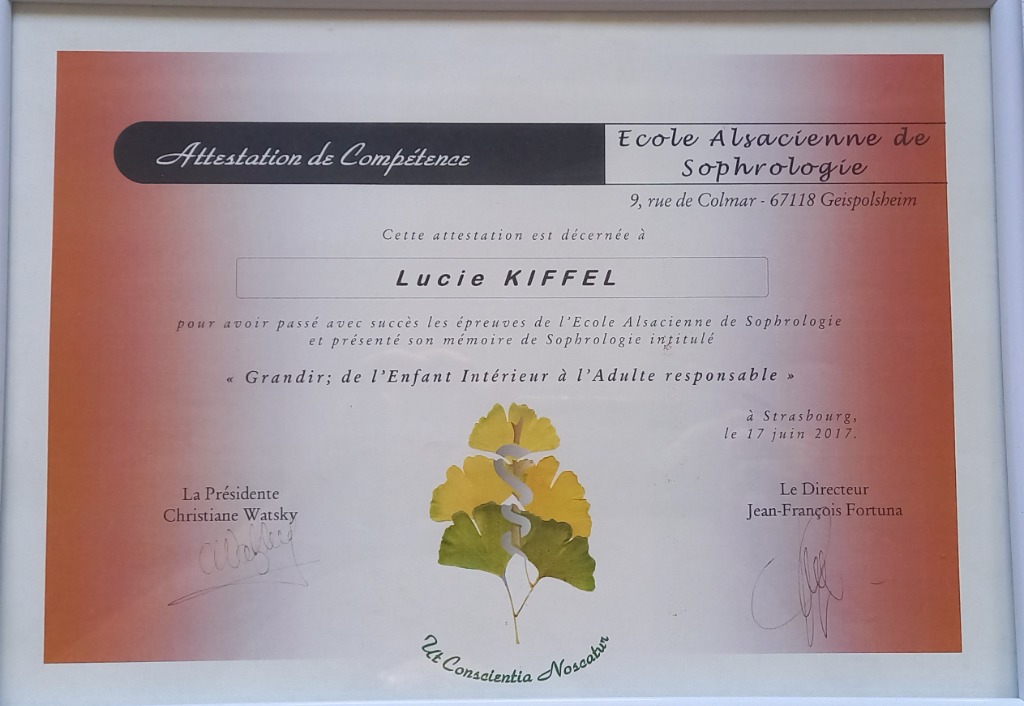 Attestation de Compétence
Ecole Alsacienne de
Sophrologie
9, rue de Colmar - 67118 Geispolsheim
Cette attestation est décernée à
Lucie KIFFEL
pour avoir passé avec succès les épreuves de l'Ecole Alsacienne de Sophrologie
et présenté son mémoire de Sophrologie intitulé
« Grandir; de l'Enfant Intérieur à l'Adulte responsable »
à Strasbourg,
le 17 juin 2017.
La Présidente
Christiane Watsky
Le Directeur
Jean-François Fortuna
Ut Conscientia Noscatur